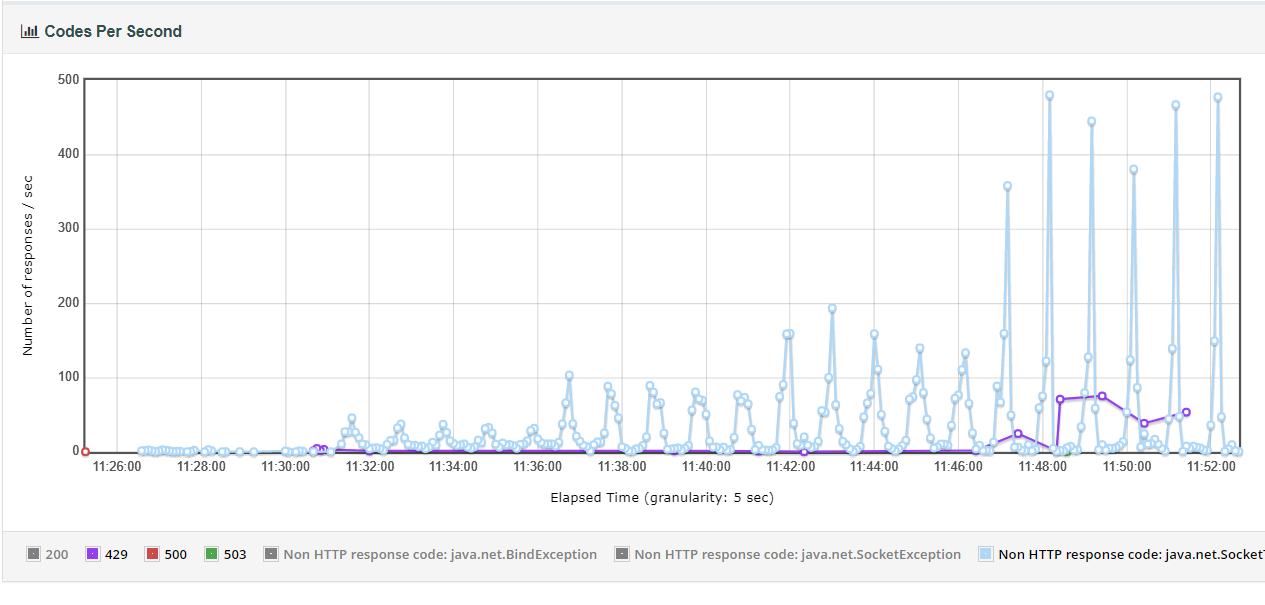 Codes Per Second
500
400
300
200
100
0
Number of responses / sec
11:26:00 11:28:00 11:30:00 11:32:00 11:34:00 11:36:00 11:38:00 11:40:00 11:42:00 11:44:00 11:46:00 11:48:00 11:50:00 11:52:00
Elapsed Time (granularity: 5 sec)
200 429 500 503 Non HTTP response code: java.net.BindException Non HTTP response code: java.net.SocketException Non HTTP response code: java.net.Socket